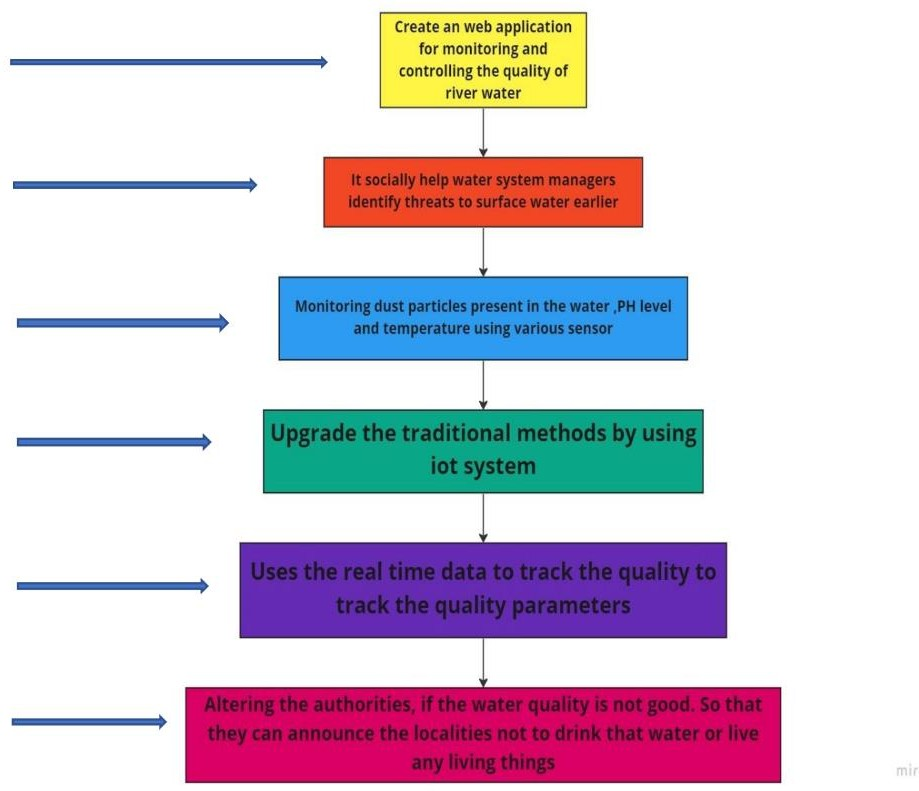 Create an web application
for monitoring and
controlling the quality of
river water
It socially help water system managers
identify threats to surface water earlier
Monitoring dust particles present in the water ,PH level
and temperature using various sensor
Upgrade the traditional methods by using
iot system
Uses the real time data to track the quality to
track the quality parameters
Altering the authorities, if the water quality is not good. So that
they can announce the localities not to drink that water or live
any living things